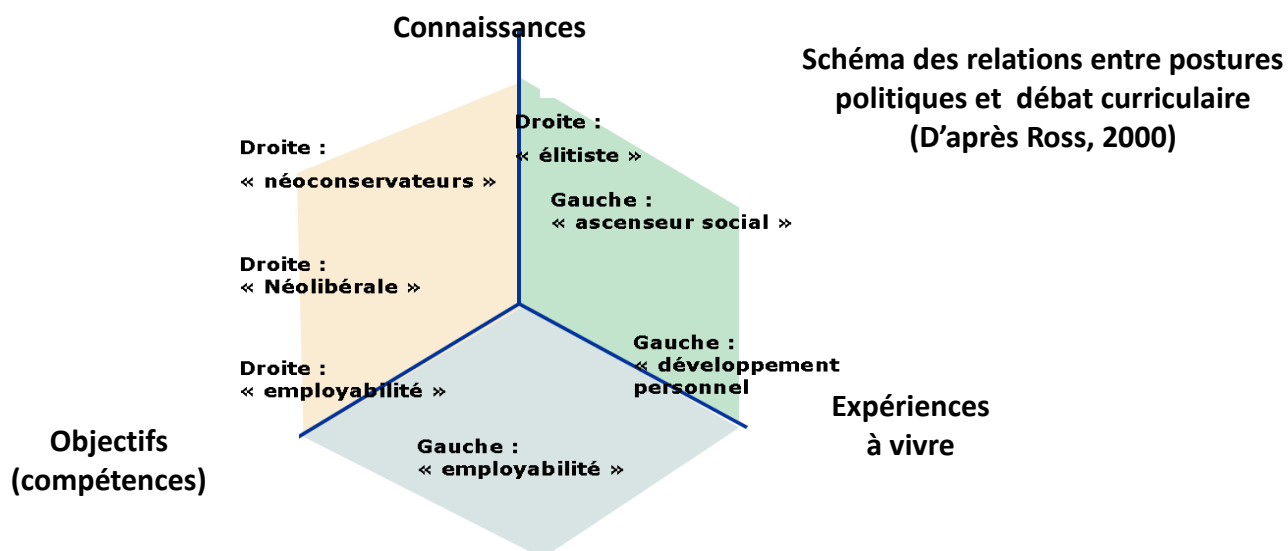 Connaissances
Schéma des relations entre postures
politiques et débat curriculaire
(D'après Ross, 2000)
Droite :
« élitiste »
Droite :
« néoconservateurs »
Gauche :
« ascenseur social »
Droite :
« Néolibérale »
Gauche :
« développement
personnel
Droite :
« employabilité »
Expériences
à vivre
Objectifs
(compétences)
Gauche :
« employabilité »